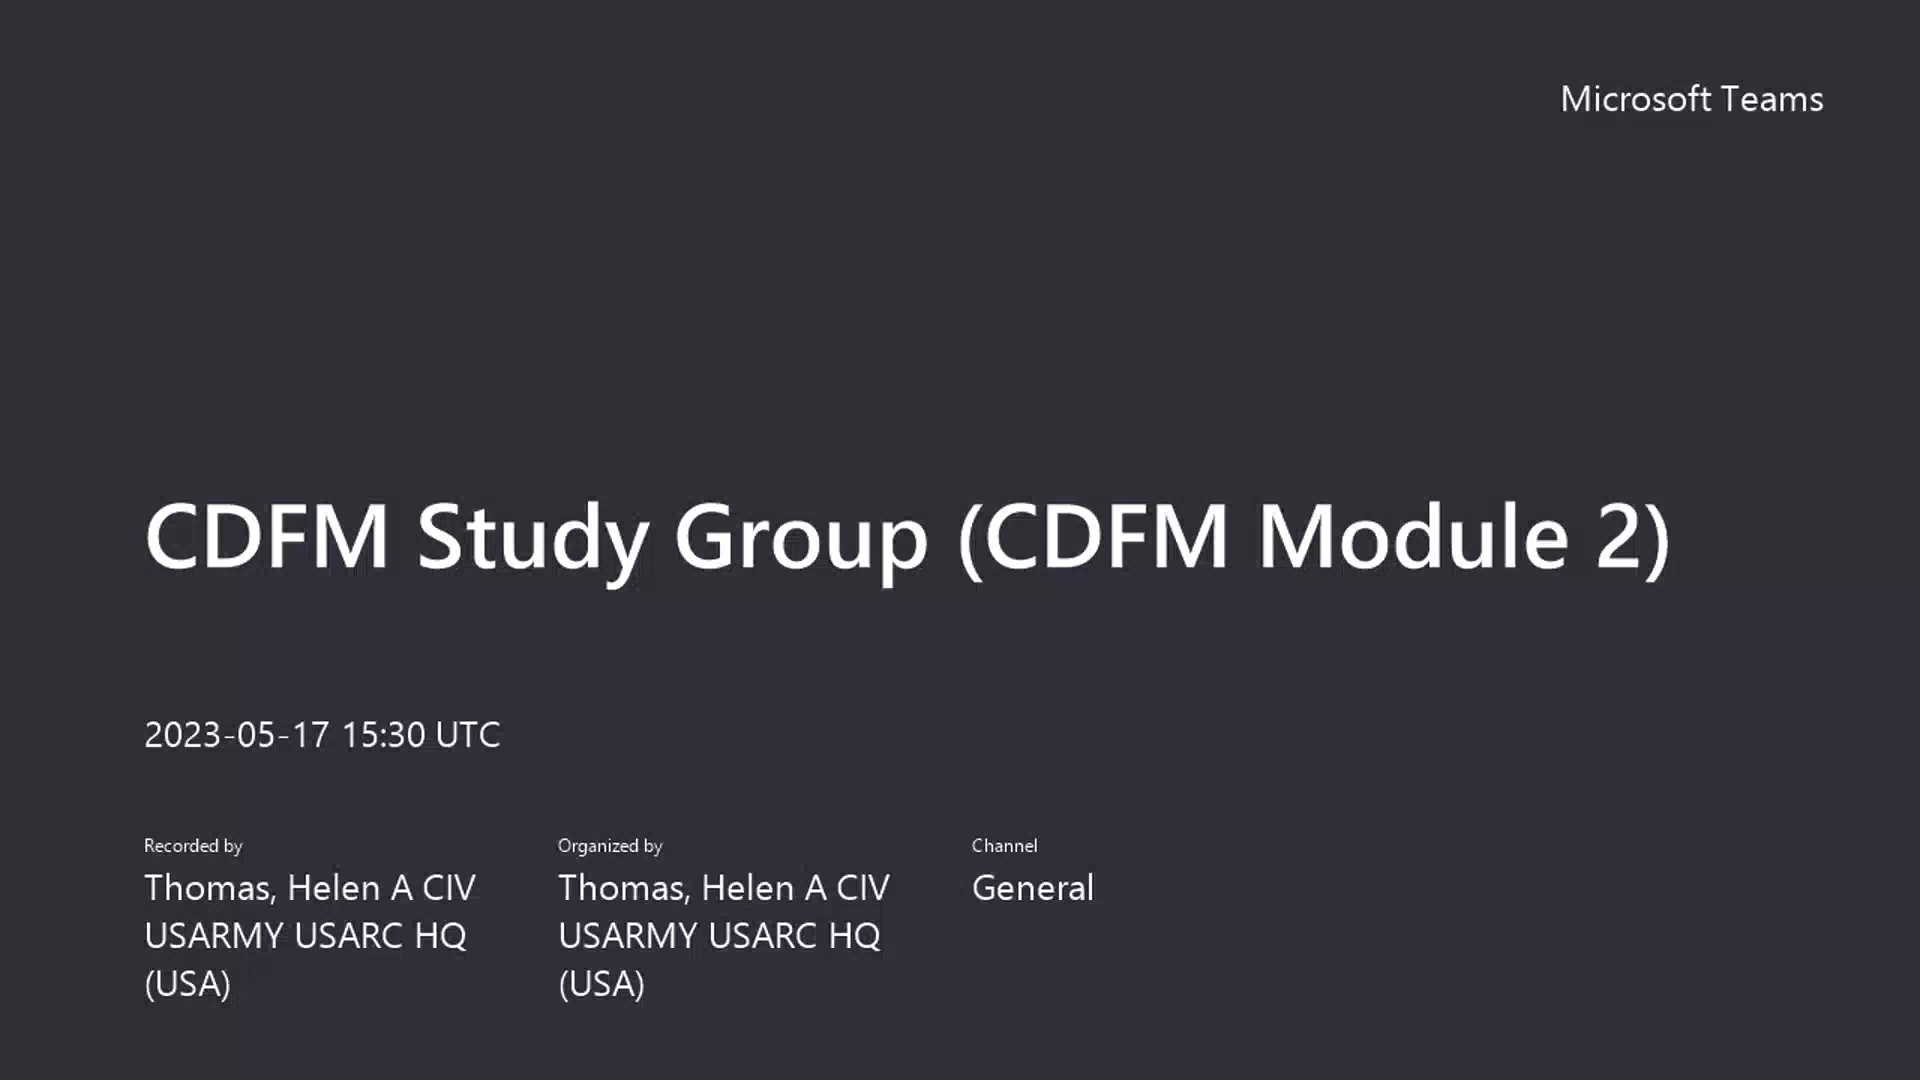 Microsoft Teams
CDFM Study Group (CDFM Module 2)
2023-05-17 15:30 UTC
Recorded by
Thomas, Helen A CIV
USARMY USARC HQ
(USA)
Organized by
Thomas, Helen A CIV
USARMY USARC HQ
(USA)
Channel
General